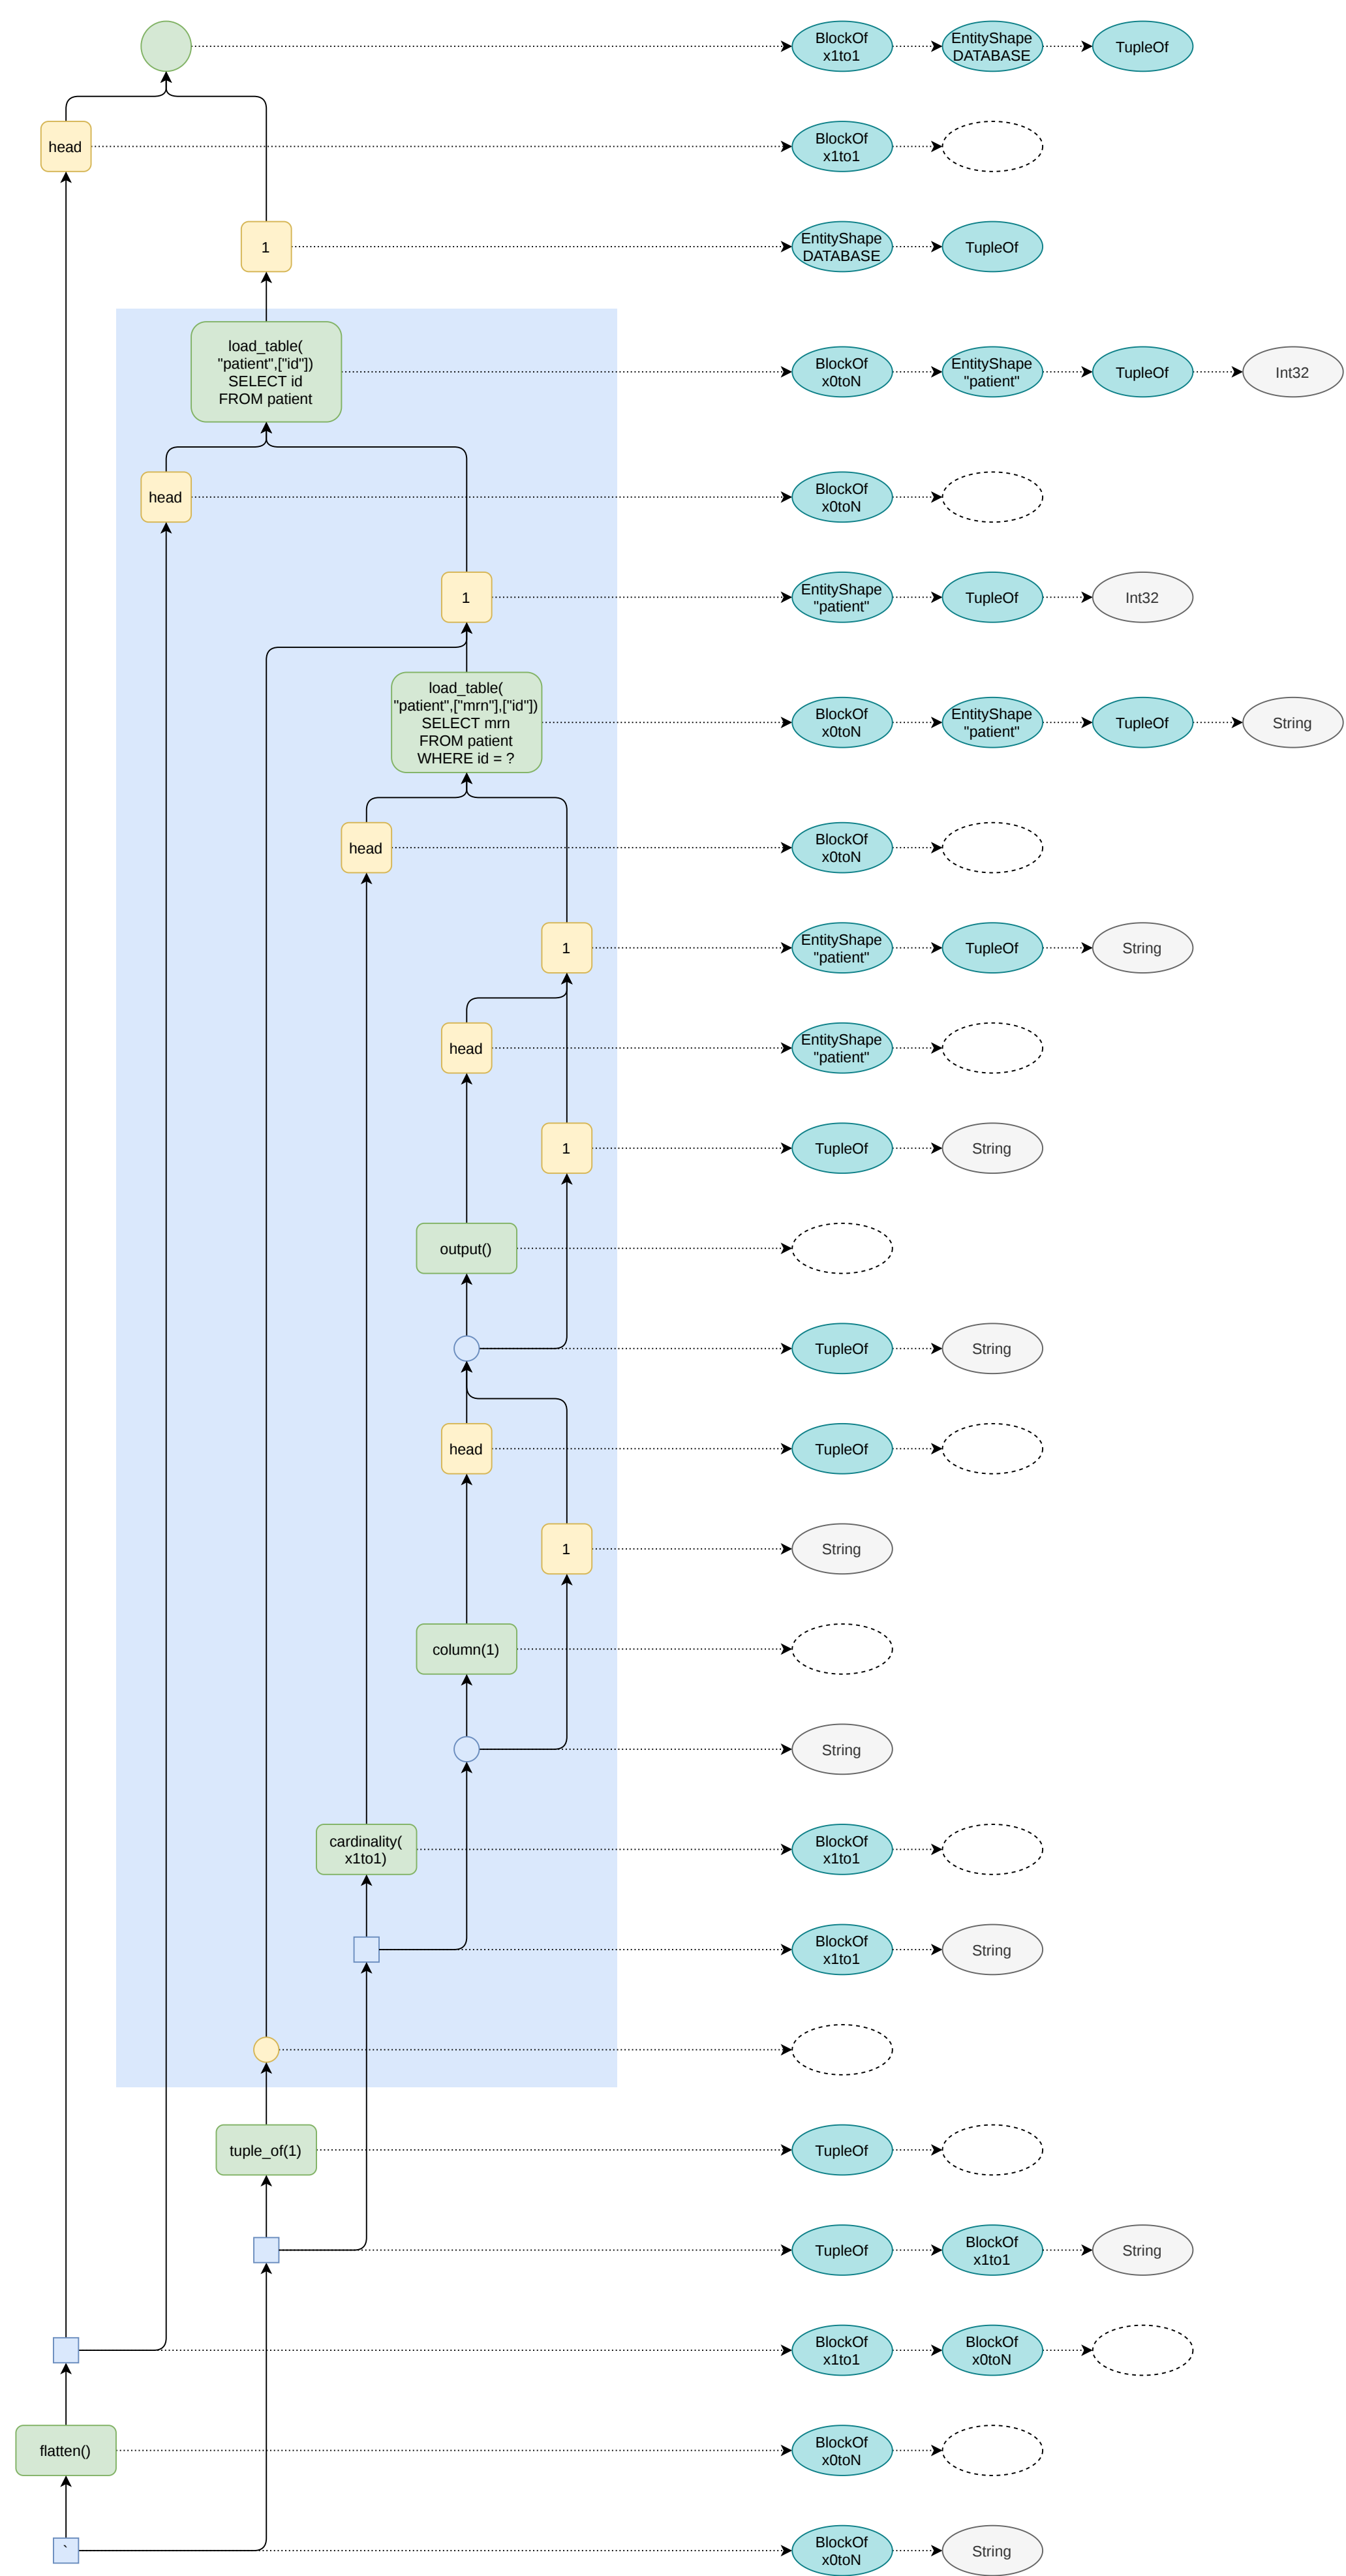 BlockOf
x1to1
EntityShape
DATABASE
TupleOf
head
BlockOf
x1to1
1
EntityShape
DATABASE
TupleOf
load_table(
"patient",["id"])
SELECT id
FROM patient
BlockOf
x0toN
EntityShape
"patient"
TupleOf
Int32
head
BlockOf
x0toN
1
EntityShape
"patient"
TupleOf
Int32
load_table(
"patient",["mrn"],["id"])
SELECT mrn
FROM patient
WHERE id = ?
BlockOf
x0toN
EntityShape
"patient"
TupleOf
String
head
BlockOf
x0toN
1
EntityShape
"patient"
TupleOf
String
head
EntityShape
"patient"
1
TupleOf
String
output()
TupleOf
String
head
TupleOf
1
String
column(1)
String
cardinality(
x1to1)
BlockOf
x1to1
BlockOf
x1to1
String
tuple_of(1)
TupleOf
TupleOf
BlockOf
x1to1
String
BlockOf
x1to1
BlockOf
x0toN
flatten()
BlockOf
x0toN
`
BlockOf
x0toN
String